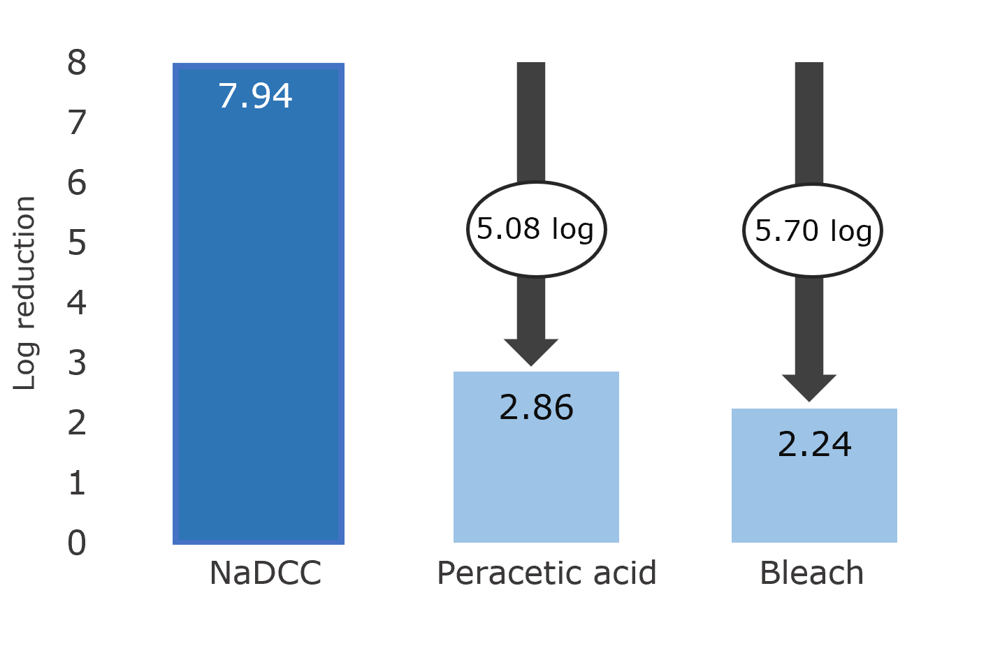 Log reduction
8
7
6
5
4
3
2
1
0
7.94
5.08 log
5.70 log
2.86
2.24
NaDCC
Peracetic acid
Bleach